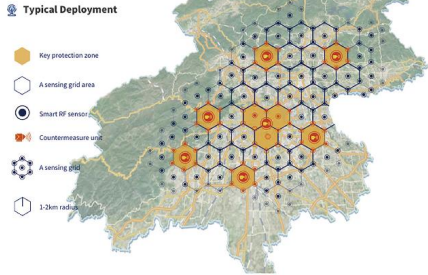 Typical Deployment
Key protection zone
A sensing grid area
Smart RF sensor
Countermeasure unit
A sensing grid
1-2km radius